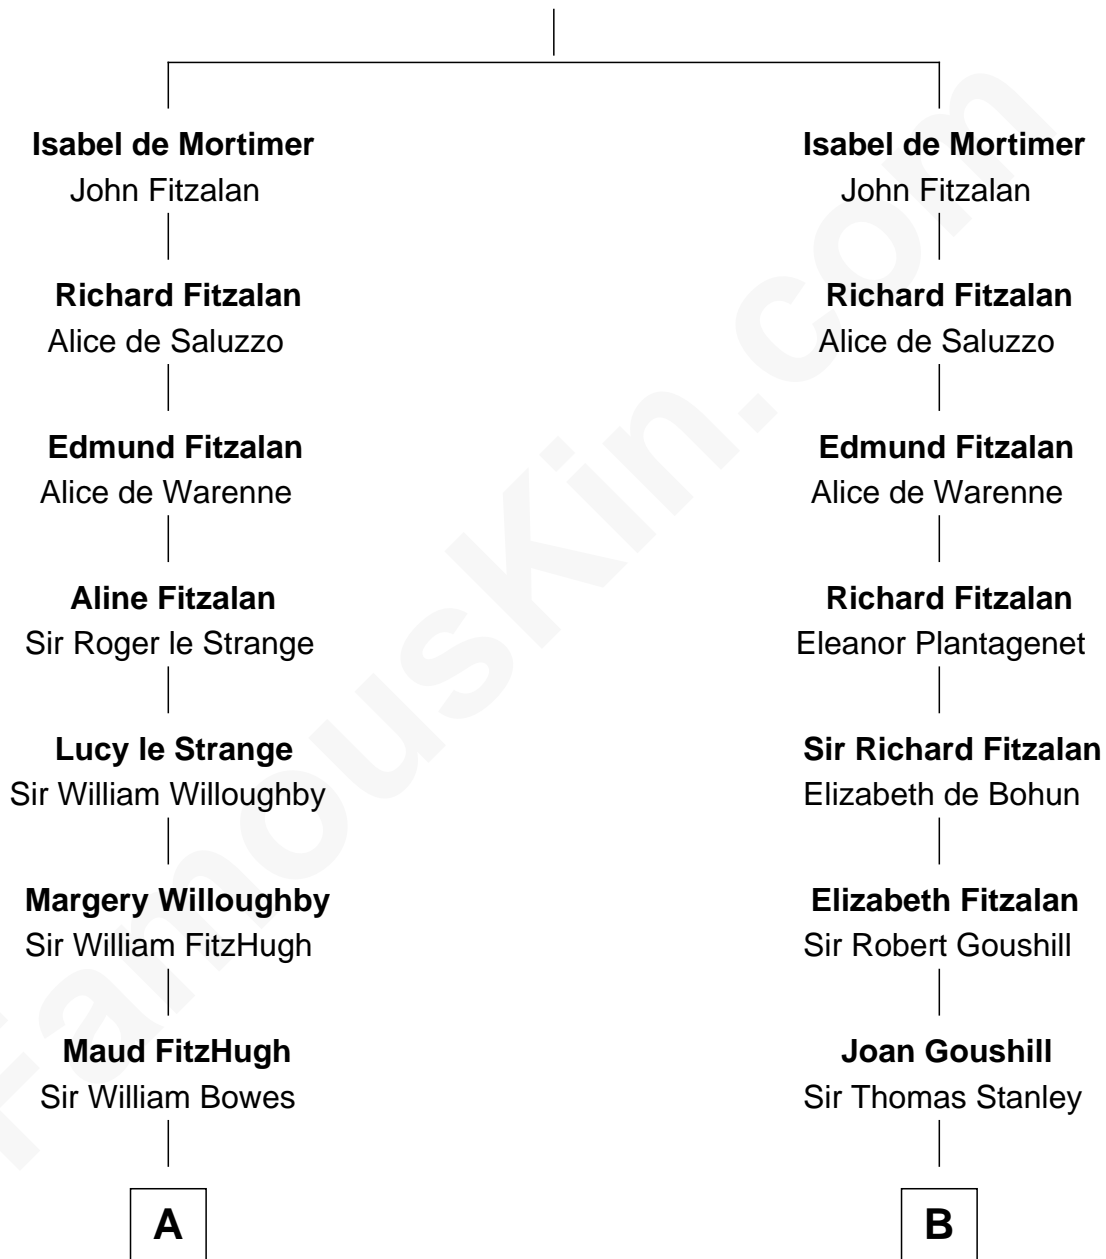 Isabel de Mortimer
John Fitzalan
Richard Fitzalan
Alice de Saluzzo
Edmund Fitzalan
Alice de Warenne
Aline Fitzalan
Sir Roger le Strange
Lucy le Strange
Sir William Willoughby
Margery Willoughby
Sir William FitzHugh
Maud FitzHugh
Sir William Bowes
A
Isabel de Mortimer
John Fitzalan
Richard Fitzalan
Alice de Saluzzo
Edmund Fitzalan
Alice de Warenne
Richard Fitzalan
Eleanor Plantagenet
Sir Richard Fitzalan
Elizabeth de Bohun
Elizabeth Fitzalan
Sir Robert Goushill
Joan Goushill
Sir Thomas Stanley
B
FamousKin.com